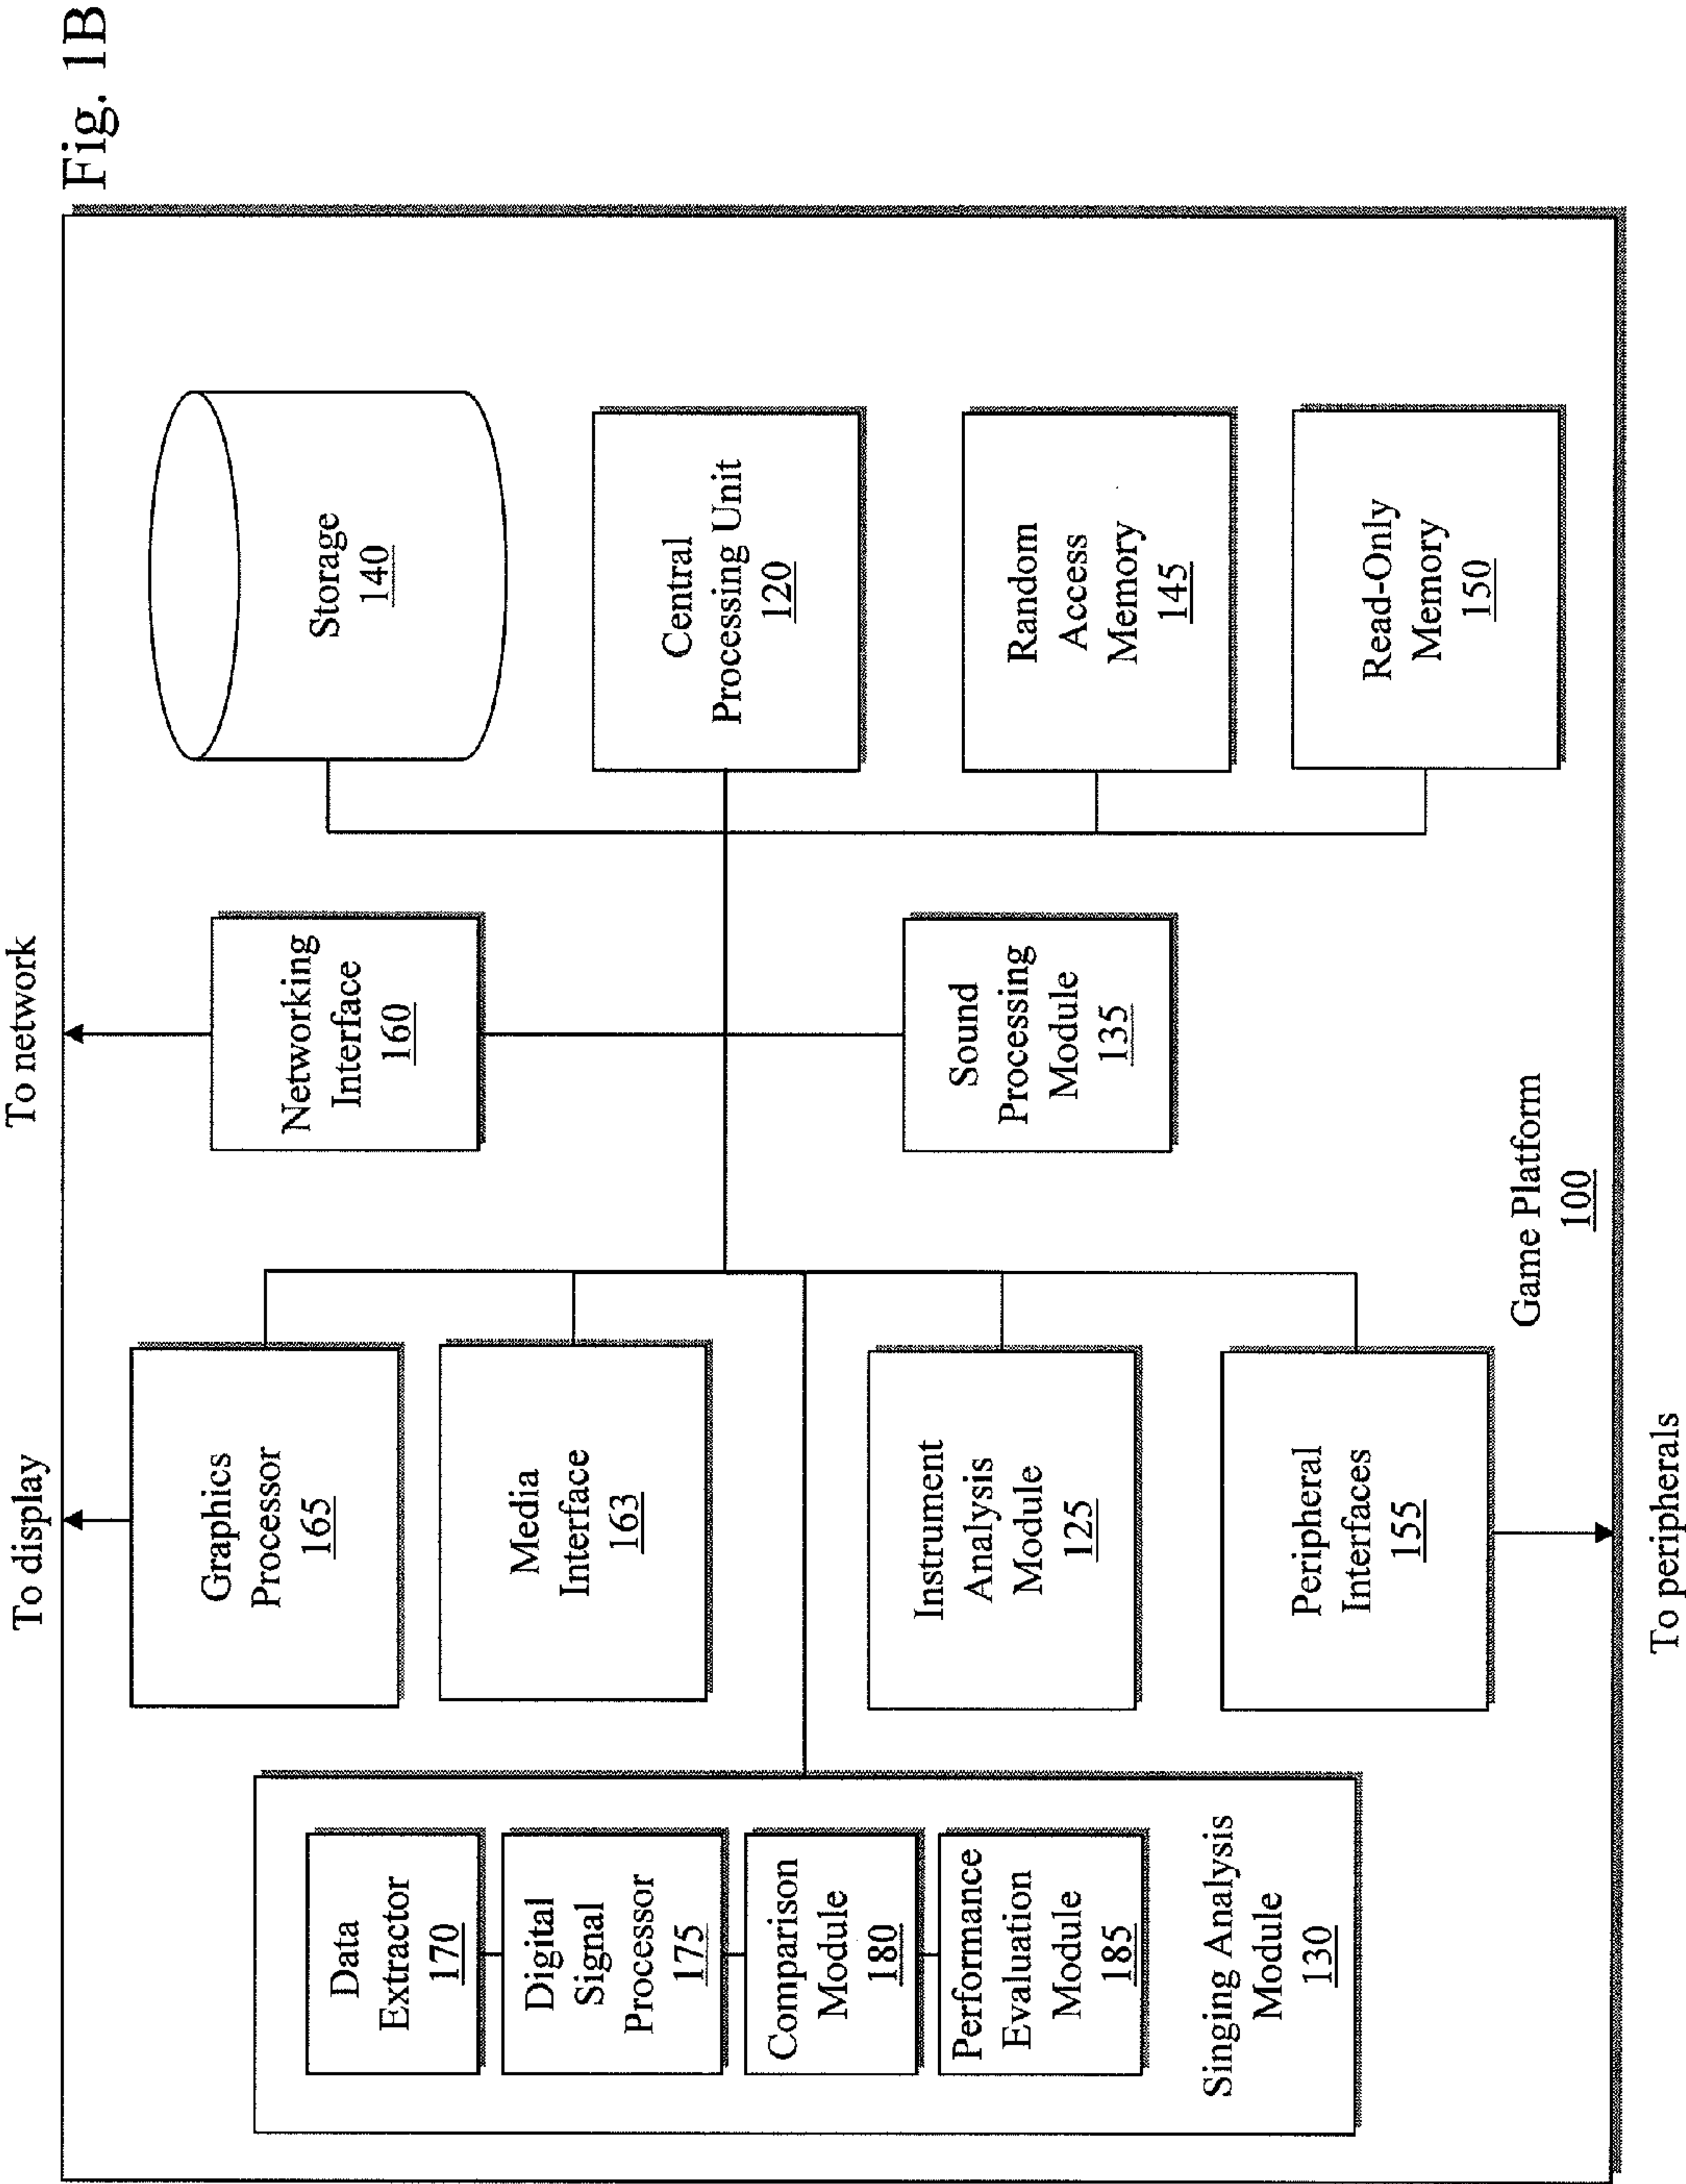 Fig. 1B
To display
To network
Data
Extractor
170
Digital
Signal
Processor
175
Comparison
Module
180
Performance
Evaluation
Module
185
Singing Analysis
Module
130
Graphics
Processor
165
Media
Interface
163
Instrument
Analysis
Module
125
Peripheral
Interfaces
155
Networking
Interface
160
Sound
Processing
Module
135
Storage
140
Central
Processing Unit
120
Random
Access
Memory
145
Read-Only
Memory
150
Game Platform
100
To peripherals